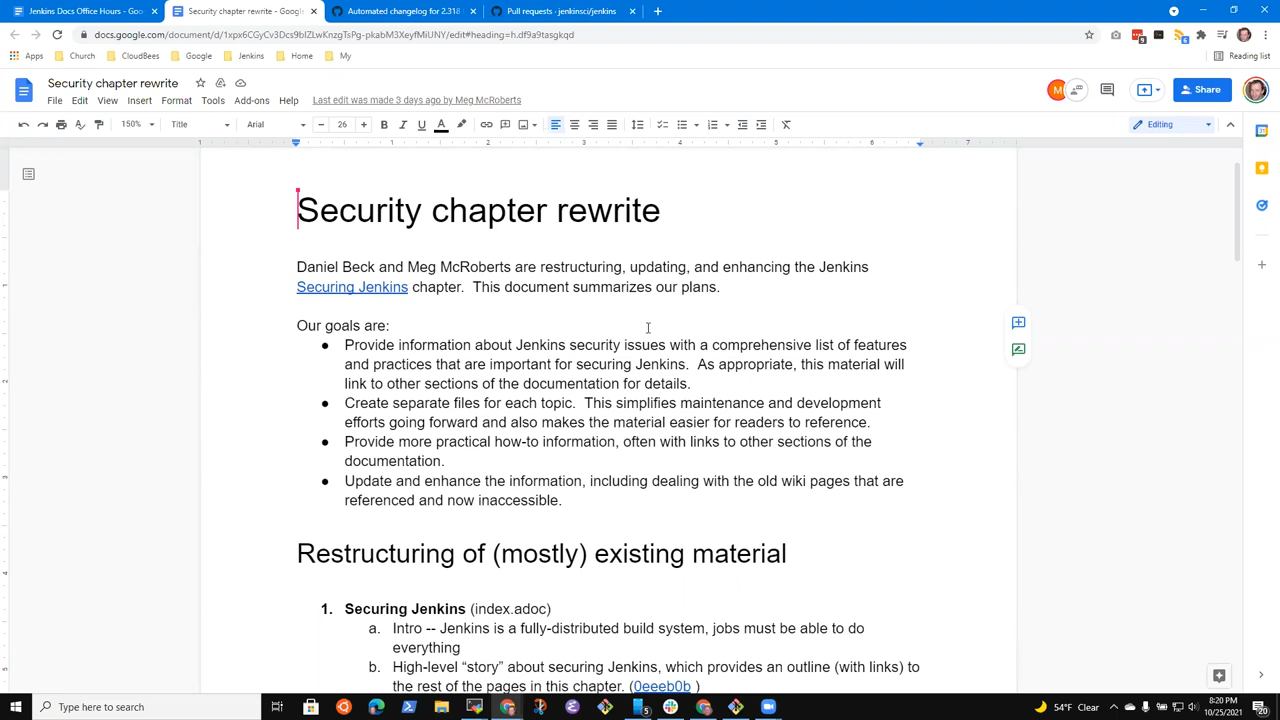 Jenkins Docs Office Hours - Goo
Security chapter rewrite - Google
Automated changelog for 2.318
Pull requests · jenkinsci/jenkins
docs.google.com/document/d/1xpx6CGyCv3Dcs9bIZLwKnzgTsPg-pkabM3XeyfMiUNY/edit#heading=h.df9a9tasgkqd
Apps Church CloudBees Google Jenkins Home My Reading list
Security chapter rewrite
File Edit View Insert Format Tools Add-ons Help Last edit was made 3 days ago by Meg McRoberts
M Share
150% Title Arial 26 B I U A Editing
1 1 2 3 4 5 6 7
Security chapter rewrite
Daniel Beck and Meg McRoberts are restructuring, updating, and enhancing the Jenkins
Securing Jenkins chapter. This document summarizes our plans.
Our goals are:
● Provide information about Jenkins security issues with a comprehensive list of features
and practices that are important for securing Jenkins. As appropriate, this material will
link to other sections of the documentation for details.
● Create separate files for each topic. This simplifies maintenance and development
efforts going forward and also makes the material easier for readers to reference.
● Provide more practical how-to information, often with links to other sections of the
documentation.
● Update and enhance the information, including dealing with the old wiki pages that are
referenced and now inaccessible.
Restructuring of (mostly) existing material
1. Securing Jenkins (index.adoc)
a. Intro -- Jenkins is a fully-distributed build system, jobs must be able to do
everything
b. High-level “story” about securing Jenkins, which provides an outline (with links) to
the rest of the pages in this chapter. (0eeeb0b )
Type here to search
54°F Clear
8:20 PM
10/25/2021
20